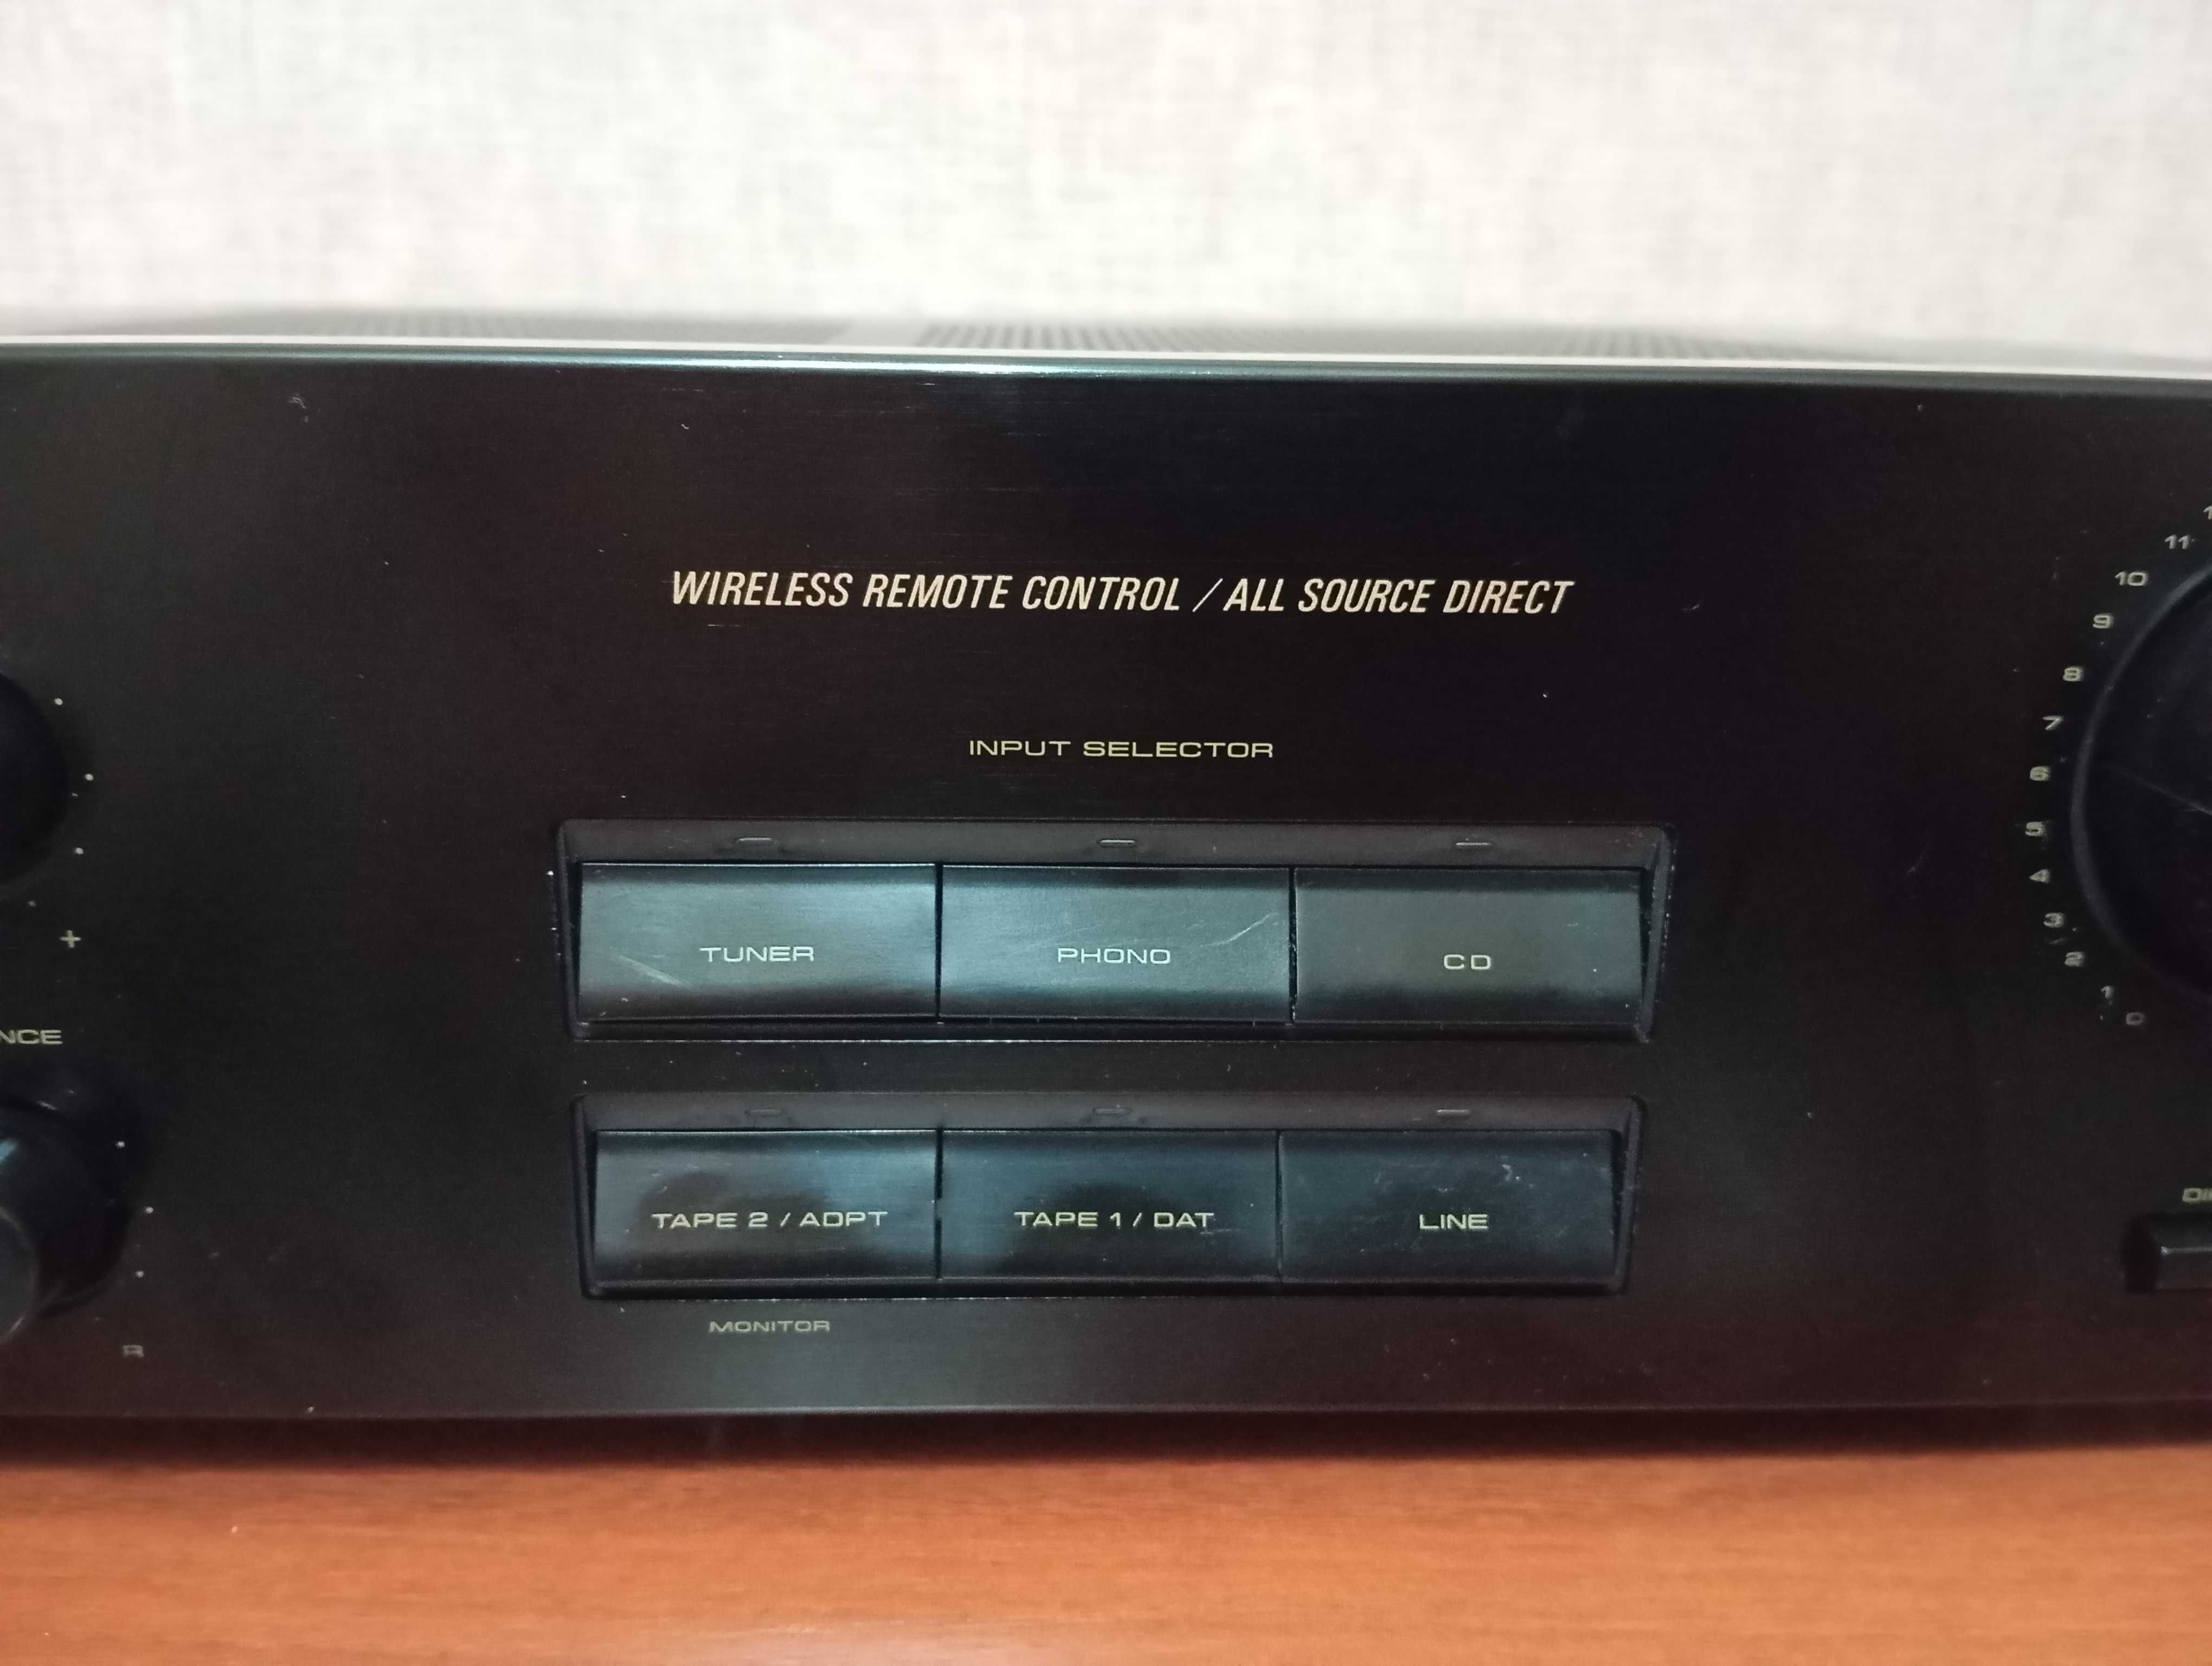 WIRELESS REMOTE CONTROL / ALL SOURCE DIRECT
INPUT SELECTOR
TUNER PHONO CD
TAPE 2 / ADPT TAPE 1 / DAT LINE
MONITOR
+
NCE
R
11
10
9
8
7
6
5
4
3
2
1
0